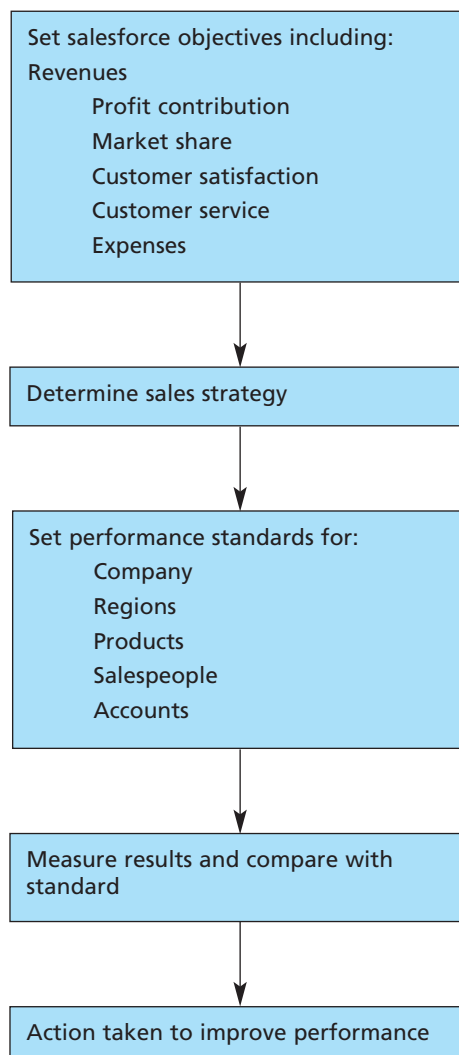 Set salesforce objectives including:
Revenues
Profit contribution
Market share
Customer satisfaction
Customer service
Expenses
Determine sales strategy
Set performance standards for:
Company
Regions
Products
Salespeople
Accounts
Measure results and compare with
standard
Action taken to improve performance